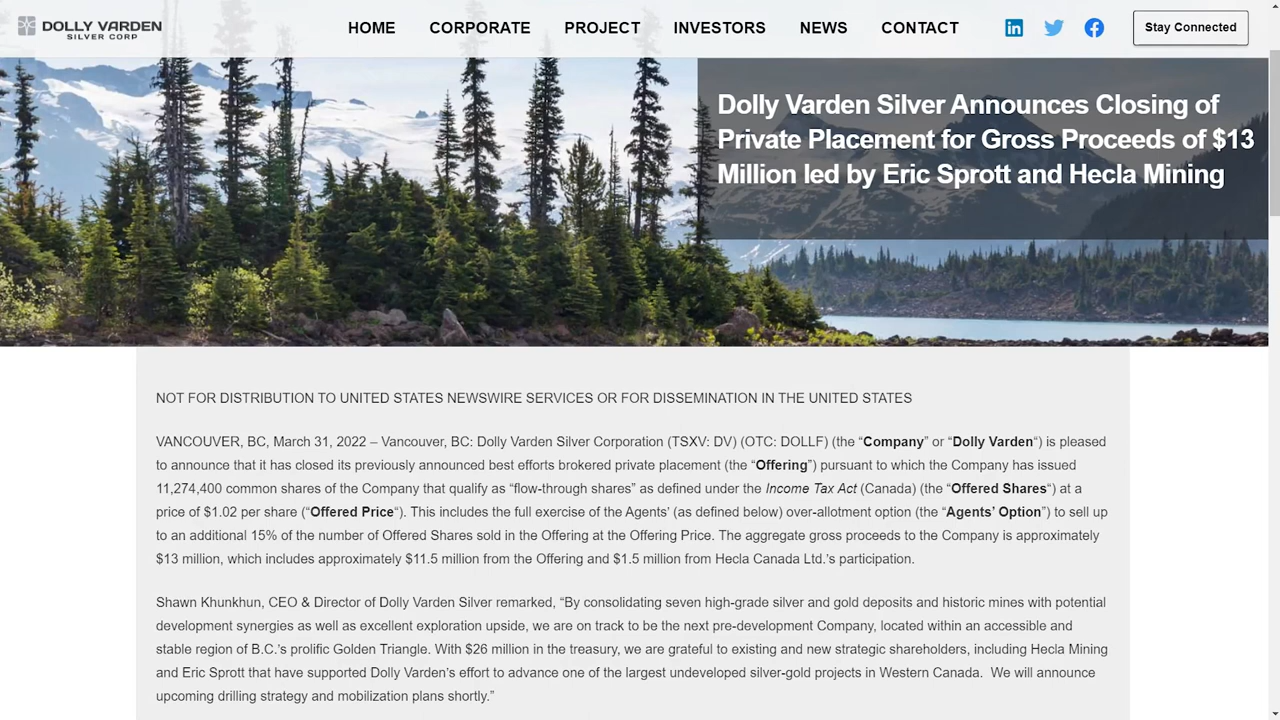 DOLLY VARDEN
SILVER CORP
HOME CORPORATE PROJECT INVESTORS NEWS CONTACT
Stay Connected
Dolly Varden Silver Announces Closing of
Private Placement for Gross Proceeds of $13
Million led by Eric Sprott and Hecla Mining
NOT FOR DISTRIBUTION TO UNITED STATES NEWSWIRE SERVICES OR FOR DISSEMINATION IN THE UNITED STATES
VANCOUVER, BC, March 31, 2022 – Vancouver, BC: Dolly Varden Silver Corporation (TSXV: DV) (OTC: DOLLF) (the “Company” or “Dolly Varden“) is pleased
to announce that it has closed its previously announced best efforts brokered private placement (the “Offering”) pursuant to which the Company has issued
11,274,400 common shares of the Company that qualify as “flow-through shares” as defined under the Income Tax Act (Canada) (the “Offered Shares“) at a
price of $1.02 per share (“Offered Price“). This includes the full exercise of the Agents’ (as defined below) over-allotment option (the “Agents’ Option”) to sell up
to an additional 15% of the number of Offered Shares sold in the Offering at the Offering Price. The aggregate gross proceeds to the Company is approximately
$13 million, which includes approximately $11.5 million from the Offering and $1.5 million from Hecla Canada Ltd.’s participation.
Shawn Khunkhun, CEO & Director of Dolly Varden Silver remarked, “By consolidating seven high-grade silver and gold deposits and historic mines with potential
development synergies as well as excellent exploration upside, we are on track to be the next pre-development Company, located within an accessible and
stable region of B.C.’s prolific Golden Triangle. With $26 million in the treasury, we are grateful to existing and new strategic shareholders, including Hecla Mining
and Eric Sprott that have supported Dolly Varden’s effort to advance one of the largest undeveloped silver-gold projects in Western Canada.  We will announce
upcoming drilling strategy and mobilization plans shortly.”